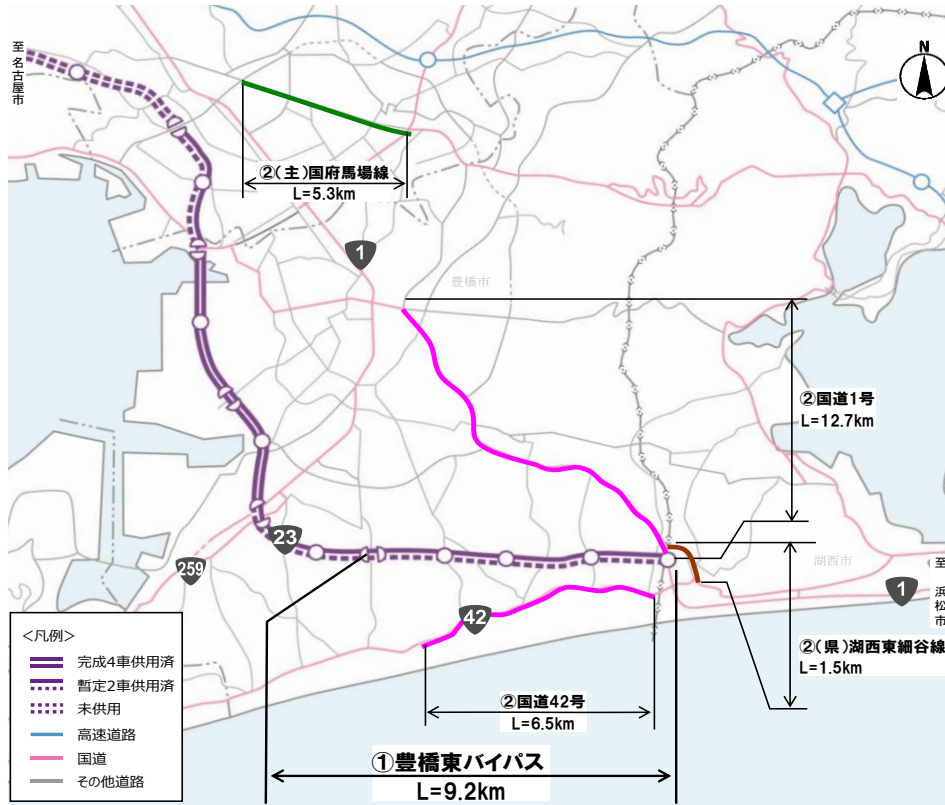 至
名
古
屋
市
N
②(主)国府馬場線
L=5.3km
1
豊橋市
②国道1号
L=12.7km
23
259
42
湖西市
1
至
浜
松
市
②(県)湖西東細谷線
L=1.5km
②国道42号
L=6.5km
①豊橋東バイパス
L=9.2km
<凡例>
完成4車供用済
暫定2車供用済
未供用
高速道路
国道
その他道路